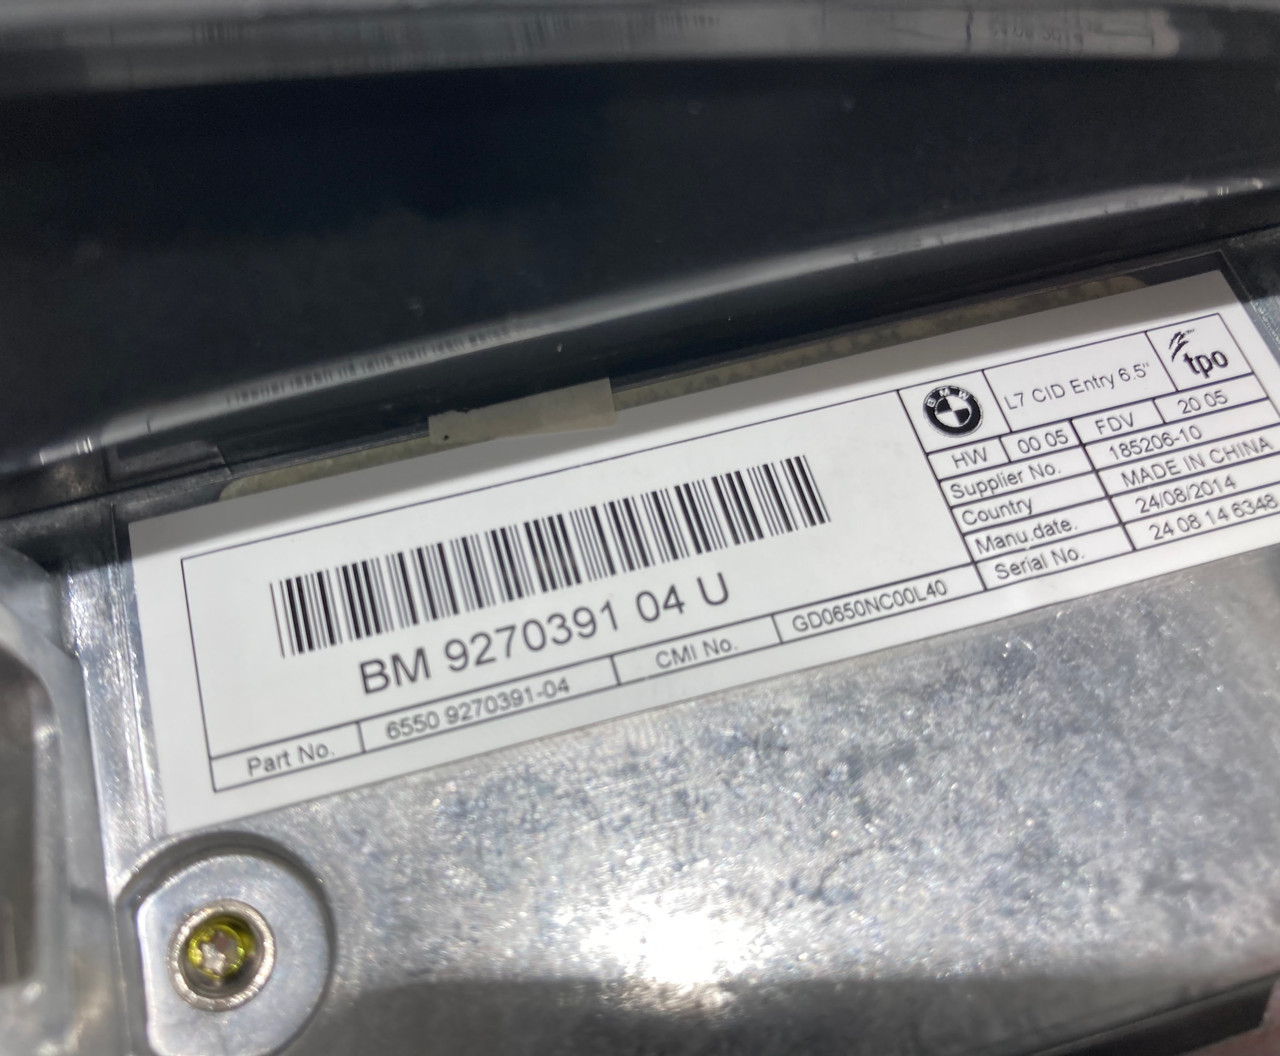 BMW
L7 CID Entry 6.5"
tpo
HW 00 05 FDV 20 05
Supplier No. 185206-10
Country MADE IN CHINA
Manu.date. 24/08/2014
Serial No. 24 08 14 6348
BM 9270391 04 U
Part No. 6550 9270391-04 CMI No. GD0650NC00L40